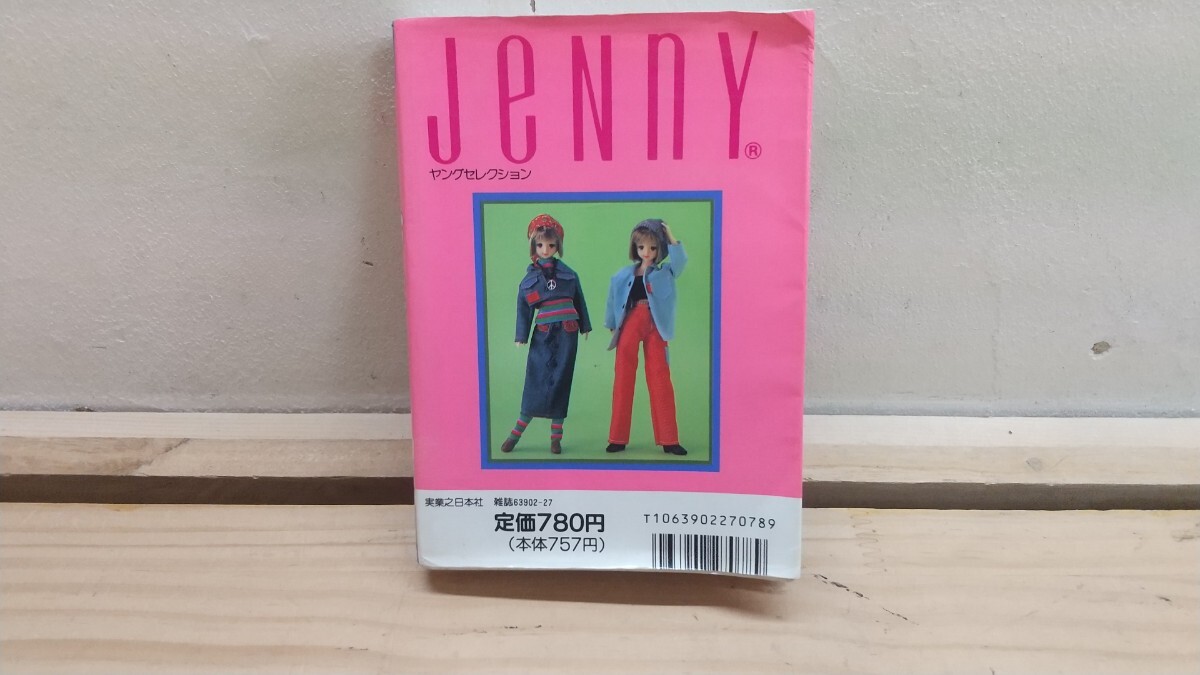 JeNNY®
ヤングセレクション
実業之日本社 雑誌63902-27
定価780円
(本体757円)
T1063902270789